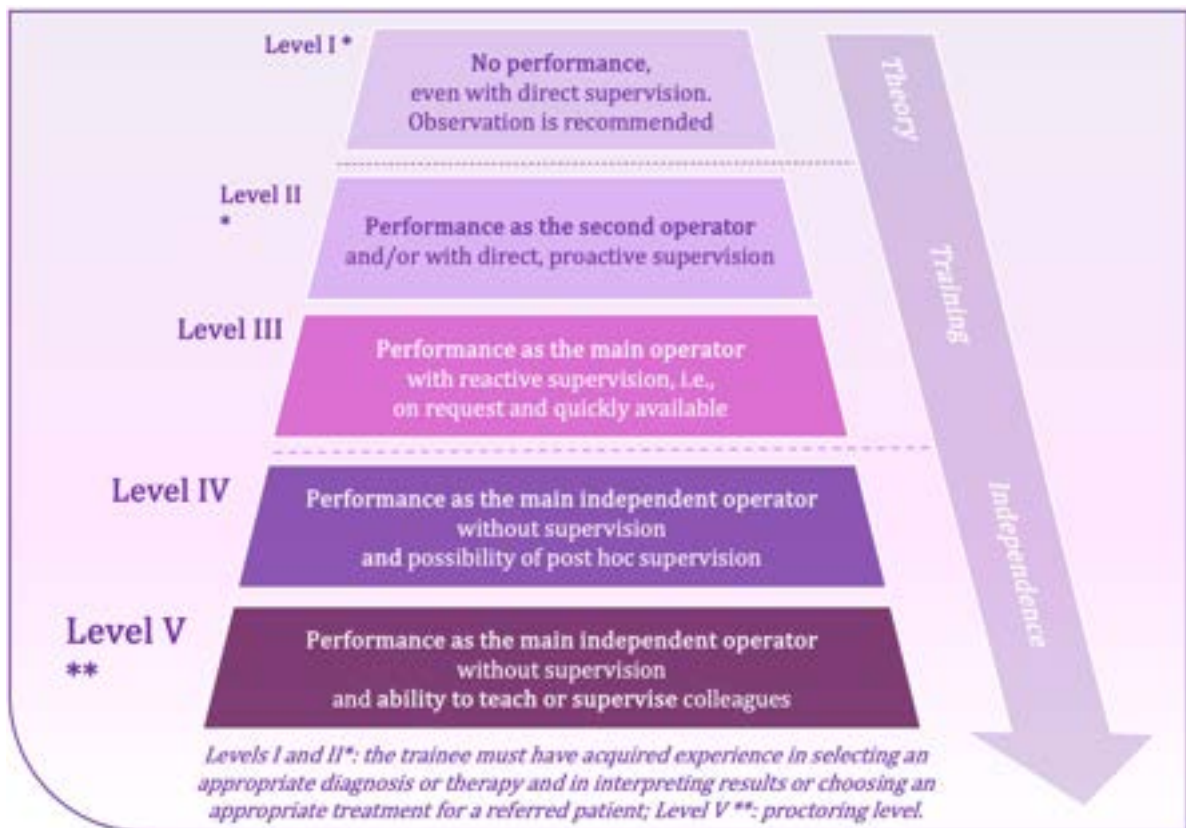 Level I *
No performance,
even with direct supervision.
Observation is recommended
Level II
*
Performance as the second operator
and/or with direct, proactive supervision
Level III
Performance as the main operator
with reactive supervision, i.e.,
on request and quickly available
Level IV
Performance as the main independent operator
without supervision
and possibility of post hoc supervision
Level V
**
Performance as the main independent operator
without supervision
and ability to teach or supervise colleagues
Theory
Training
Independence
Levels I and II*: the trainee must have acquired experience in selecting an
appropriate diagnosis or therapy and in interpreting results or choosing an
appropriate treatment for a referred patient; Level V **: proctoring level.